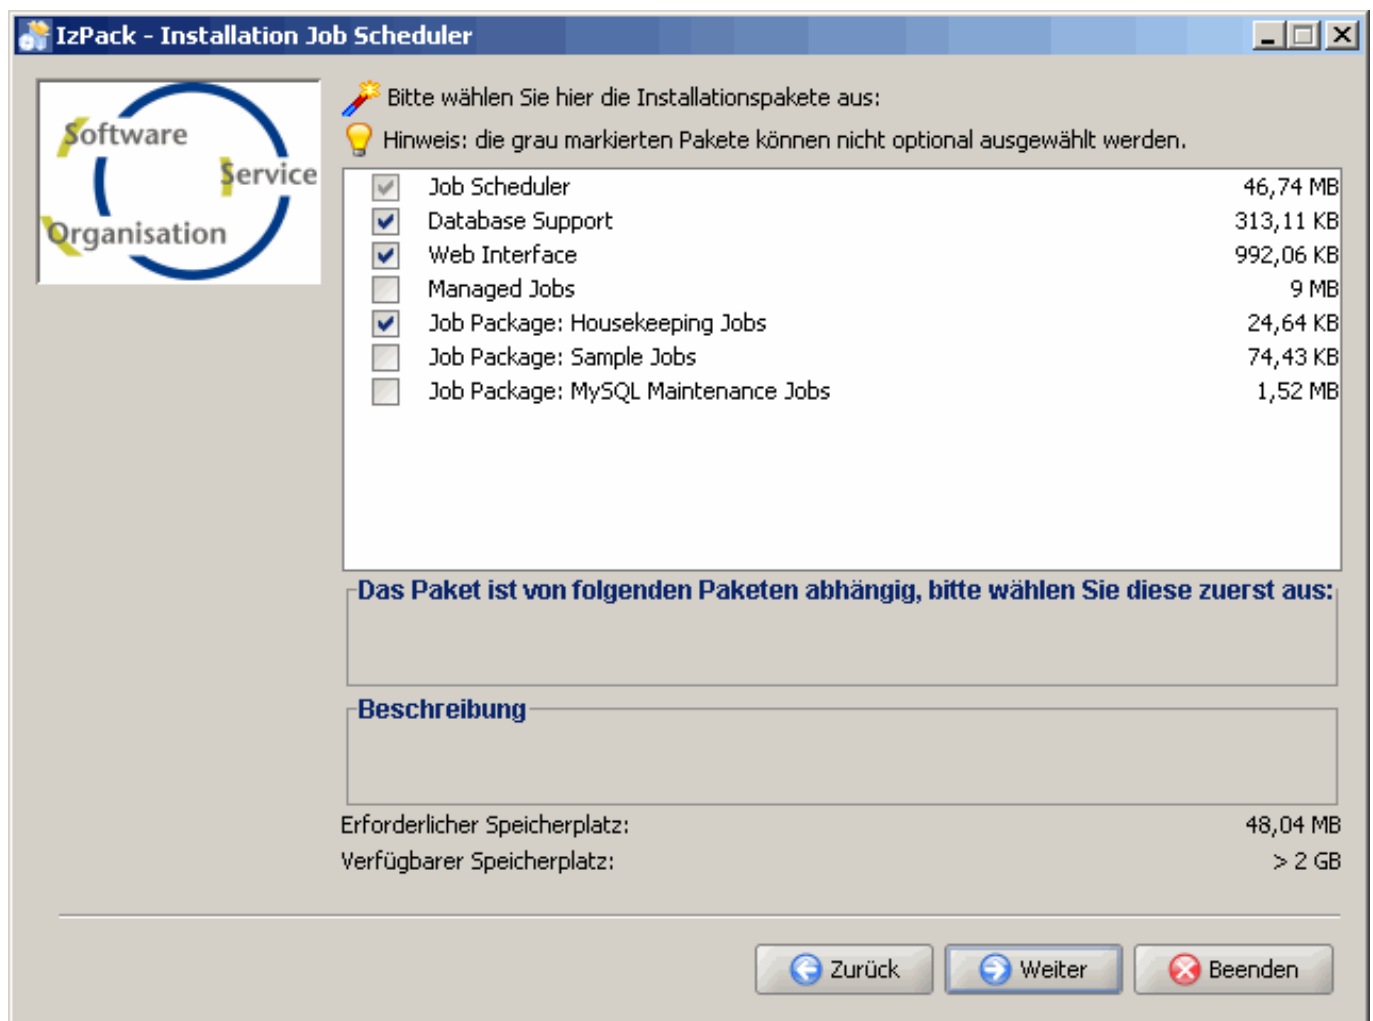 IzPack - Installation Job Scheduler
Software
Service
Organisation
Bitte wählen Sie hier die Installationspakete aus:
Hinweis: die grau markierten Pakete können nicht optional ausgewählt werden.
Job Scheduler 46,74 MB
Database Support 313,11 KB
Web Interface 992,06 KB
Managed Jobs 9 MB
Job Package: Housekeeping Jobs 24,64 KB
Job Package: Sample Jobs 74,43 KB
Job Package: MySQL Maintenance Jobs 1,52 MB
Das Paket ist von folgenden Paketen abhängig, bitte wählen Sie diese zuerst aus:
Beschreibung
Erforderlicher Speicherplatz: 48,04 MB
Verfügbarer Speicherplatz: > 2 GB
Zurück Weiter Beenden